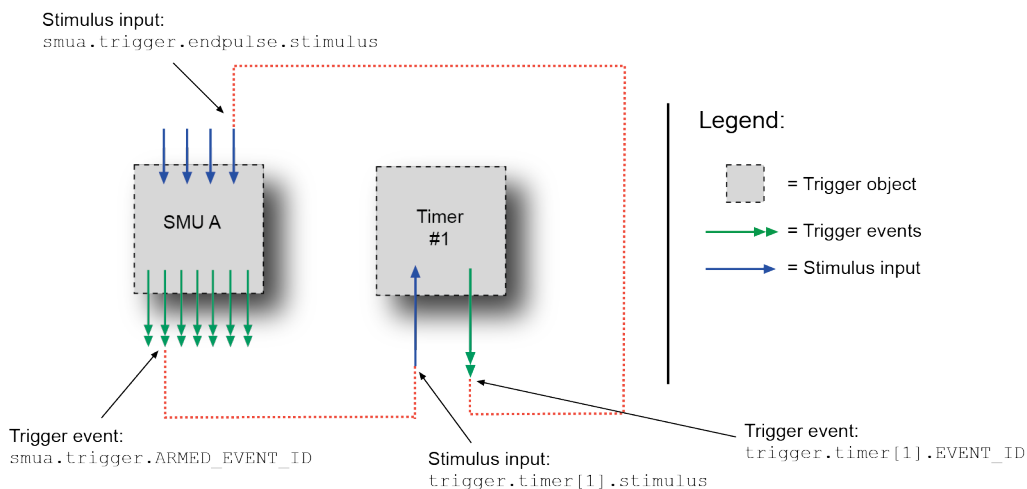 Stimulus input:
smua.trigger.endpulse.stimulus
Legend:
= Trigger object
SMU A
Timer
#1
= Trigger events
= Stimulus input
Trigger event:
smua.trigger.ARMED_EVENT_ID
Stimulus input:
trigger.timer[1].stimulus
Trigger event:
trigger.timer[1].EVENT_ID